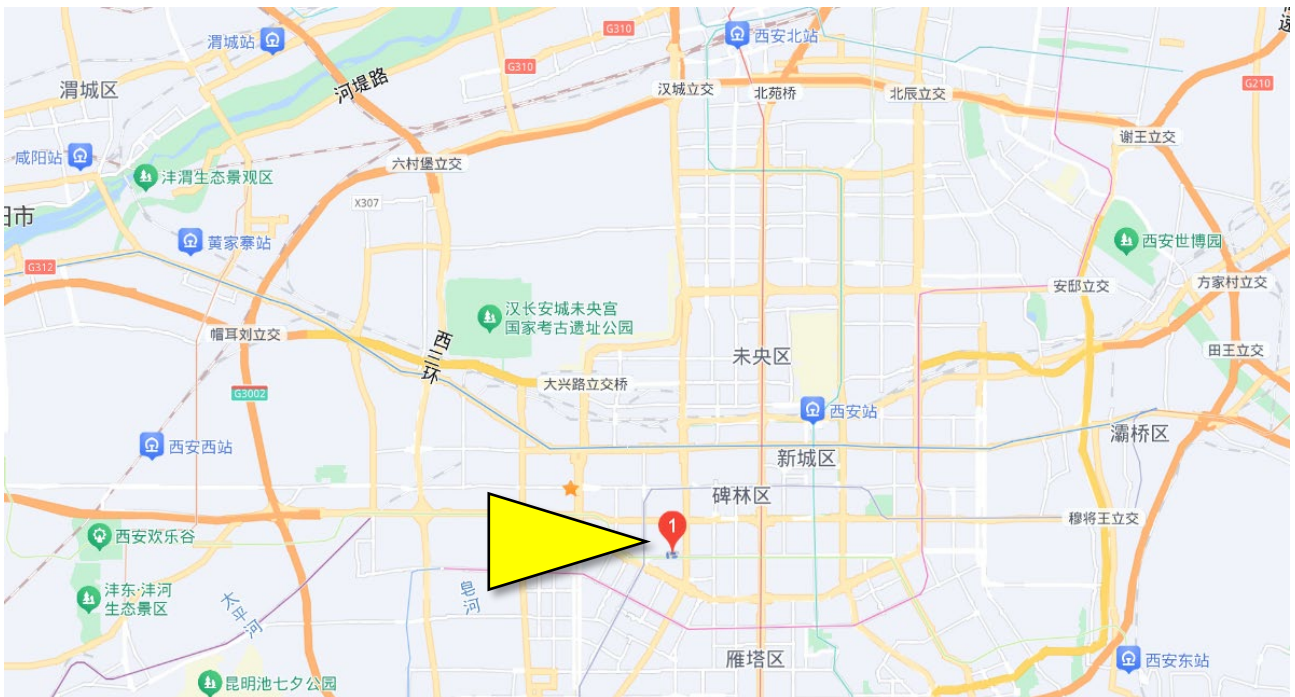 渭城站
G310
西安北站
G310
渭城区
河堤路
汉城立交
北苑桥
北辰立交
G210
谢王立交
咸阳站
六村堡立交
沣渭生态景观区
X307
阳市
黄家寨站
西安世博园
G312
安邸立交
方家村立交
汉长安城未央宫
国家考古遗址公园
帽耳刘立交
西三环
未央区
田王立交
大兴路立交桥
G3002
西安站
灞桥区
西安西站
新城区
碑林区
穆将王立交
1
西安欢乐谷
沣东·沣河
生态景区
太平河
皂河
雁塔区
西安东站
昆明池七夕公园